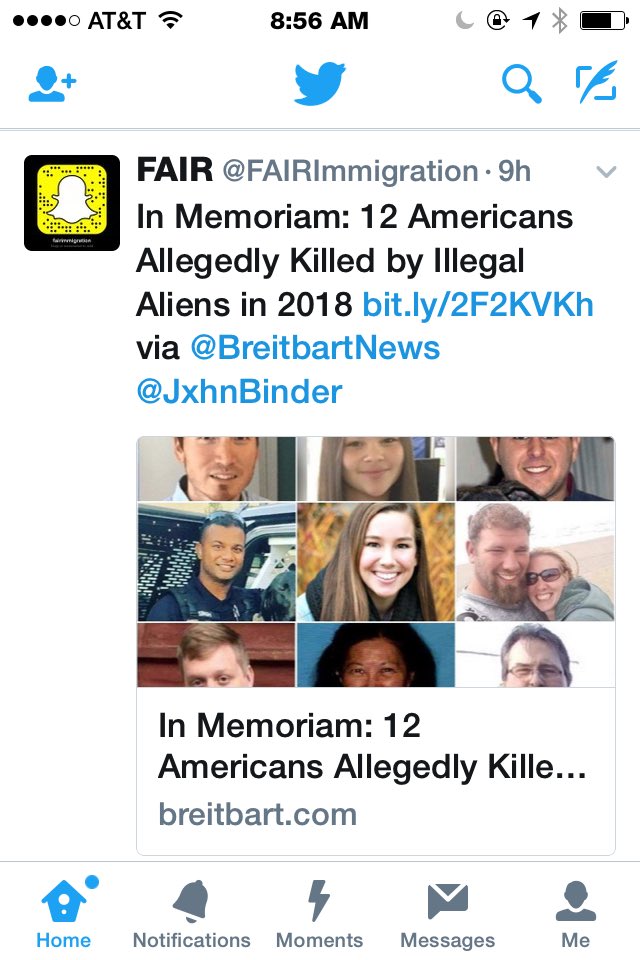 AT&T 8:56 AM
FAIR @FAIRImmigration · 9h
In Memoriam: 12 Americans
Allegedly Killed by Illegal
Aliens in 2018 bit.ly/2F2KVKh
via @BreitbartNews
@JxhnBinder
fairimmigration
In Memoriam: 12
Americans Allegedly Kille...
breitbart.com
Home Notifications Moments Messages Me